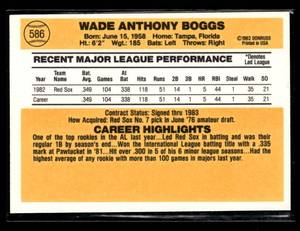 586
WADE ANTHONY BOGGS
Born: June 15, 1958 Home: Tampa, Florida
Ht.: 6'2" Wgt.: 185 Bats: Left Throws: Right
©1983 DONRUSS
Printed in USA
RECENT MAJOR LEAGUE PERFORMANCE
*Denotes Led League
Year Team Name Bat. Avg. Games AB Runs Hits 2B 3B HR RBI SB Walks SO
1982 Red Sox .349 104 338 118 51 14 1 5 44 1 35 21
Career .349 104 338 118 51 14 1 5 44 1 35 21
Contract Status: Signed thru 1983
How Acquired: Red Sox No. 7 pick in June '76 amateur draft.
CAREER HIGHLIGHTS
One of the top rookies in the AL last year...Led Red Sox in batting and was their
regular 1B by season's end...Won the International League batting title with a .335
mark at Pawtucket in '81...Hit over .300 in 5 of his 6 minor league seasons...Had the
highest average of any rookie with more than 100 games in majors last year.